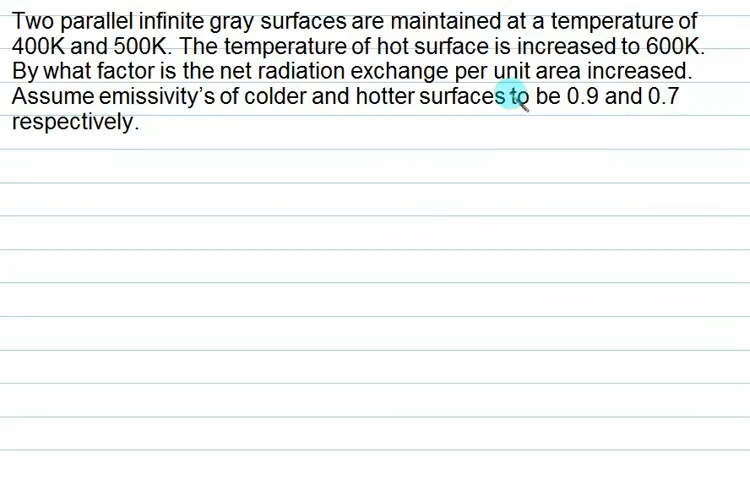 Two parallel infinite gray surfaces are maintained at a temperature of
400K and 500K. The temperature of hot surface is increased to 600K.
By what factor is the net radiation exchange per unit area increased.
Assume emissivity's of colder and hotter surfaces to be 0.9 and 0.7
respectively.